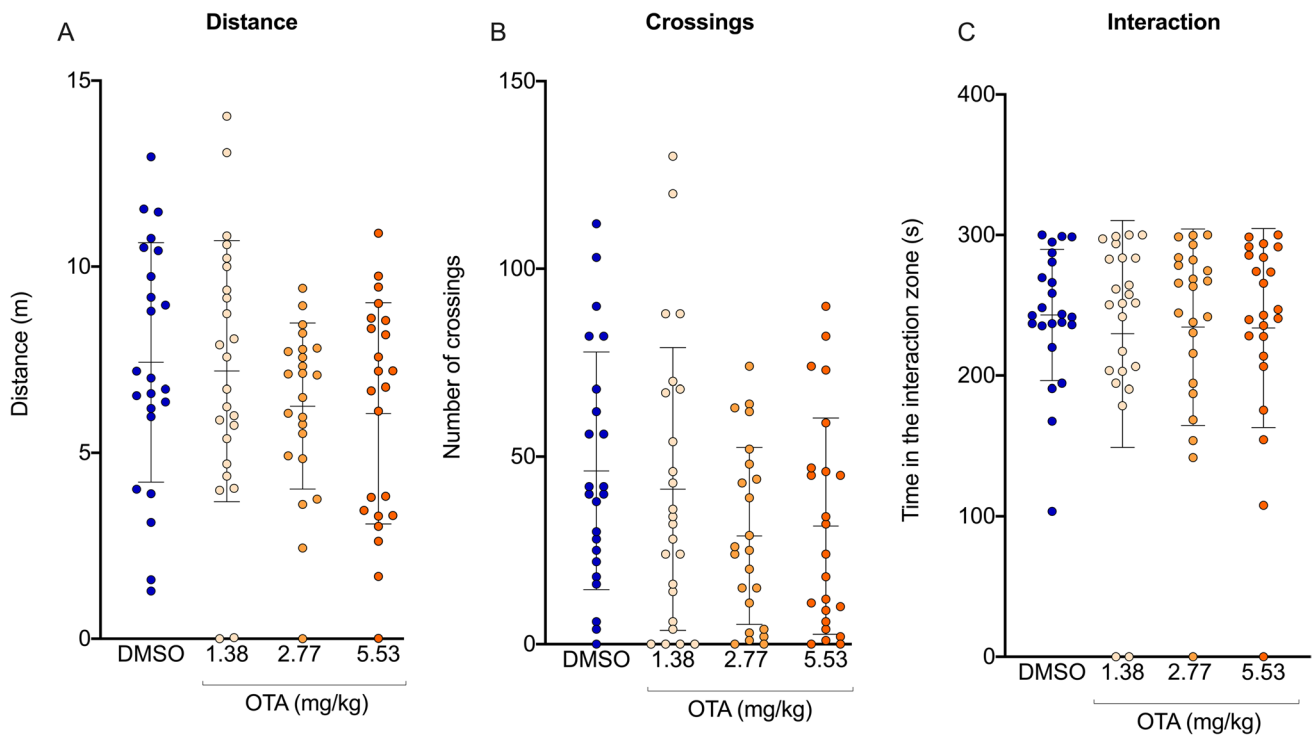 A
Distance
15
10
5
0
Distance (m)
DMSO 1.38 2.77 5.53
OTA (mg/kg)
B
Crossings
150
100
50
0
Number of crossings
DMSO 1.38 2.77 5.53
OTA (mg/kg)
C
Interaction
400
300
200
100
0
Time in the interaction zone (s)
DMSO 1.38 2.77 5.53
OTA (mg/kg)